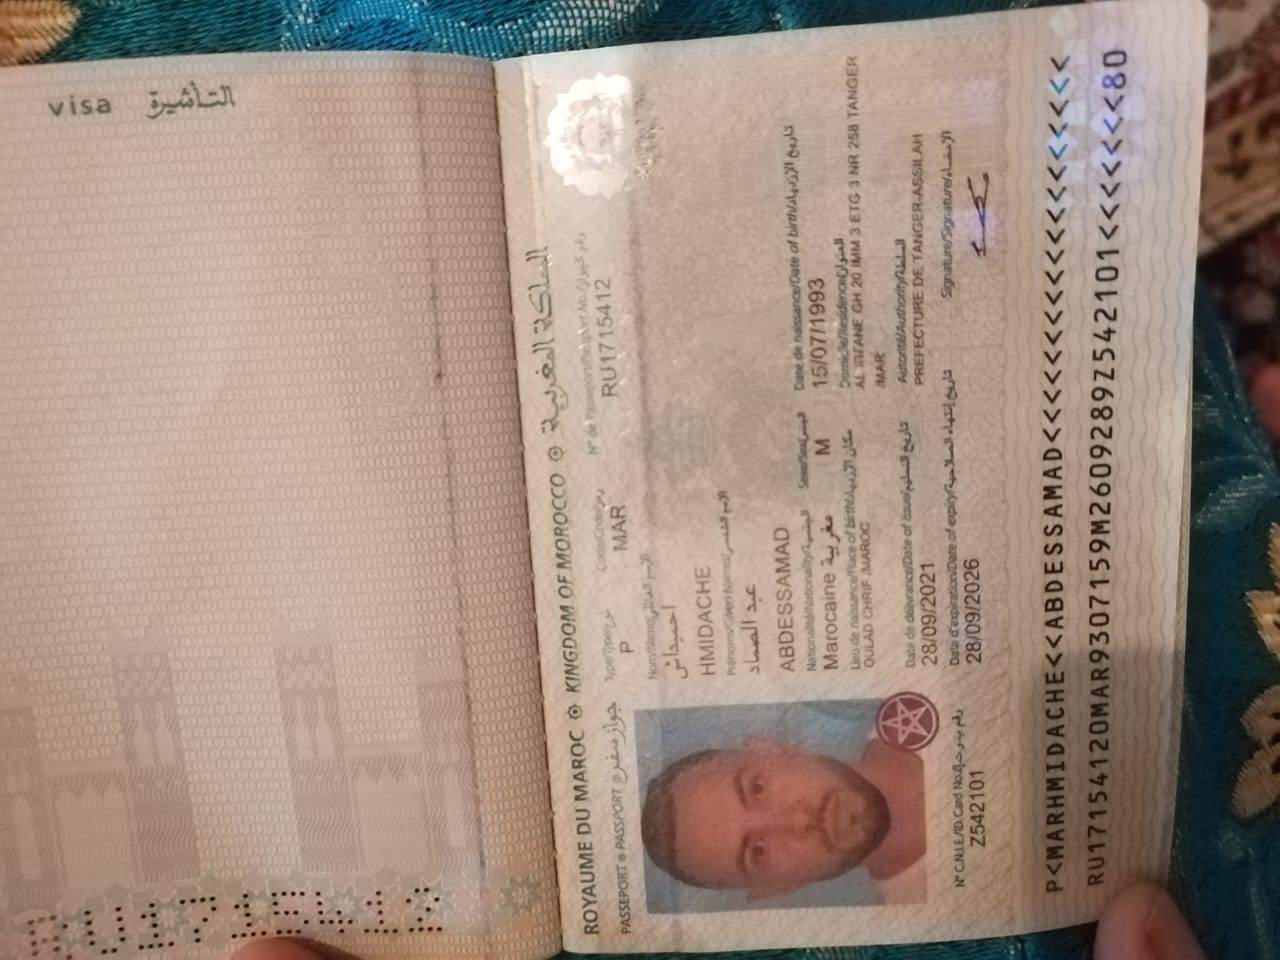 visa التأشيرة
RU1715412
ROYAUME DU MAROC KINGDOM OF MOROCCO المملكة المغربية
PASSEPORT PASSPORT جواز سفر
Type/Type/نوع
P
Code/Country
MAR
N° de Passeport/Passport No./رقم الجواز
RU1715412
Nom/Name/الاسم العائلي
احميداش
HMIDACHE
Prénoms/Given Names/الاسم الشخصي
عبد الصماد
ABDESSAMAD
Nationalité/Nationality/الجنسية
Marocaine مغربية
Sexe/Sex/الجنس
M
Date de naissance/Date of birth/تاريخ الازدياد
15/07/1993
Lieu de naissance/Place of birth/مكان الازدياد
OULAD CHRIF /MAROC
Domicile/Residence/العنوان
AL IRFANE GH 20 IMM 3 ETG 3 NR 258 TANGER
/MAR
Date de délivrance/Date of issue/تاريخ التسليم
28/09/2021
Autorité/Authority/السلطة
PREFECTURE DE TANGER-ASSILAH
Date d'expiration/Date of expiry/تاريخ انتهاء الصلاحية
28/09/2026
Signature/Signature/الإمضاء
N° C.N.I.E./ID.Card No./رقم ب.و.ت.إ
Z542101
P<MARHMIDACHE<<ABDESSAMAD<<<<<<<<<<<<<<<<<<<
RU17154120MAR9307159M2609289Z542101<<<<<<<80